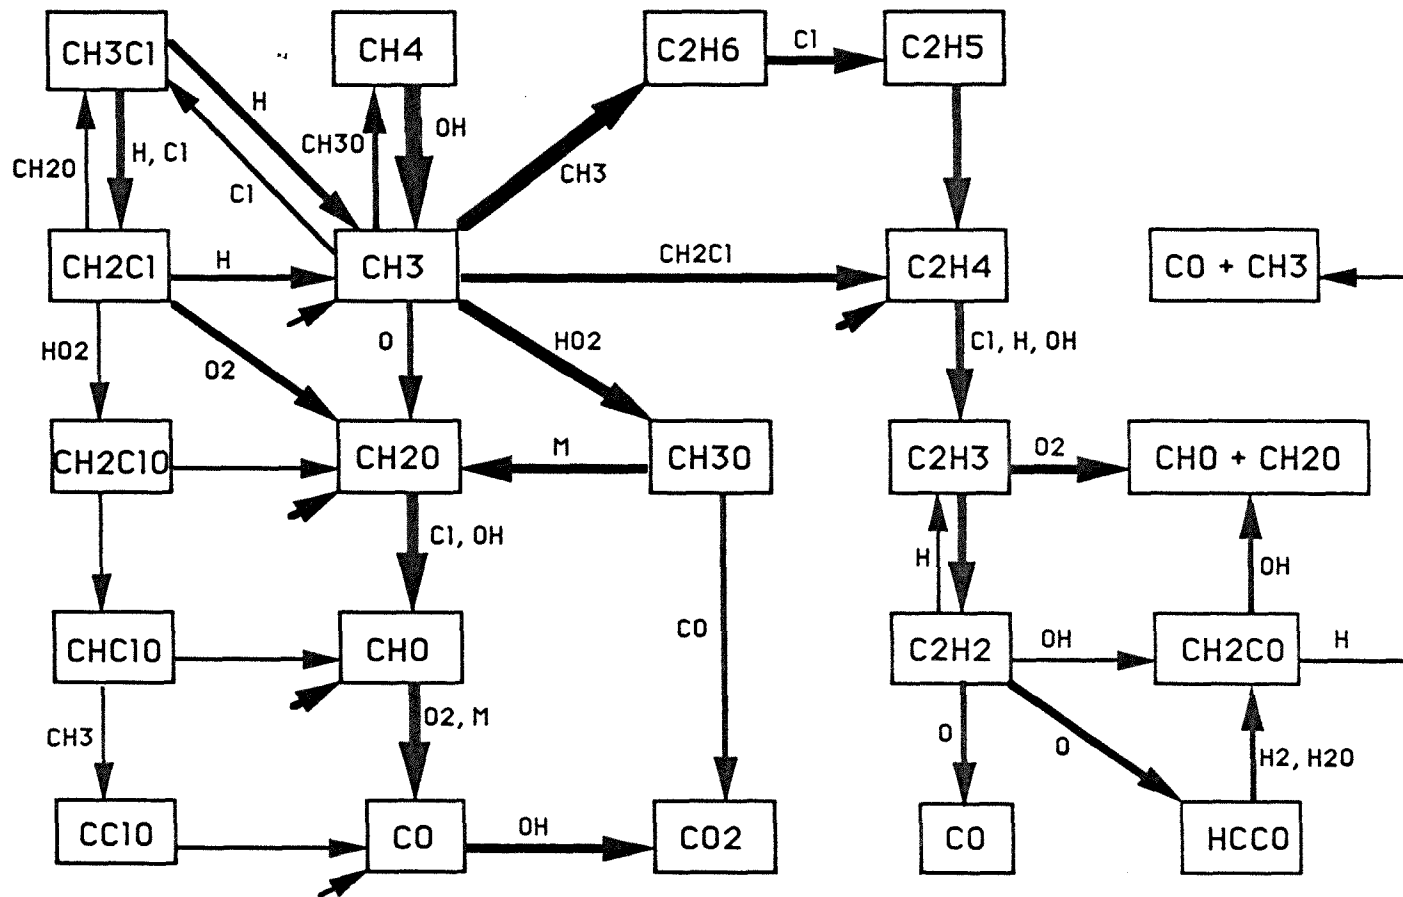 CH3Cl
CH4
C2H6
Cl
C2H5
H
CH3O
OH
CH2O
H, Cl
Cl
CH3
CH2Cl
H
CH3
CH2Cl
C2H4
CO + CH3
HO2
O2
O
HO2
Cl, H, OH
CH2ClO
CH2O
M
CH3O
C2H3
O2
CHO + CH2O
Cl, OH
H
OH
CHClO
CHO
CO
C2H2
OH
CH2CO
H
CH3
O2, M
O
O
H2, H2O
CClO
CO
OH
CO2
CO
HCCO